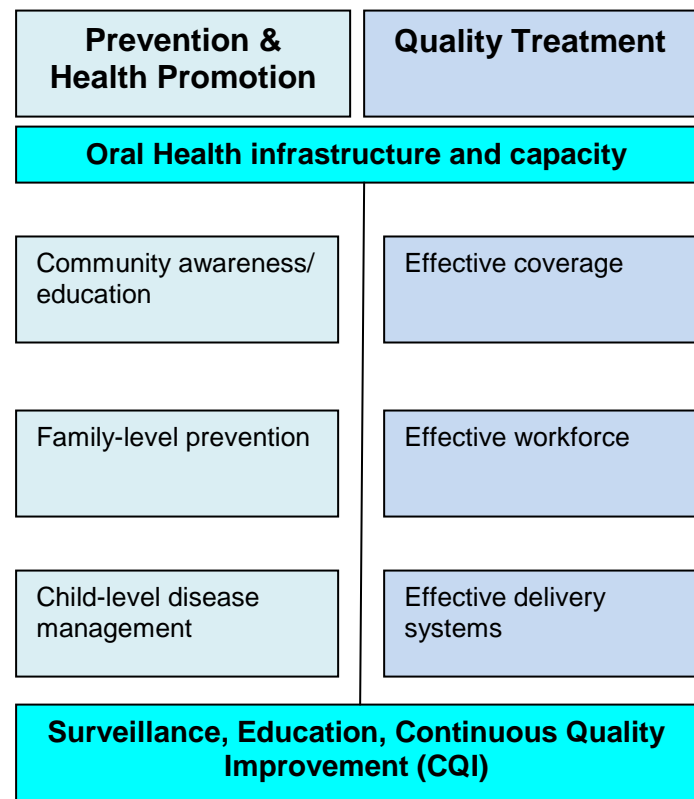 Prevention &
Health Promotion
Quality Treatment
Oral Health infrastructure and capacity
Community awareness/
education
Effective coverage
Family-level prevention
Effective workforce
Child-level disease
management
Effective delivery
systems
Surveillance, Education, Continuous Quality
Improvement (CQI)